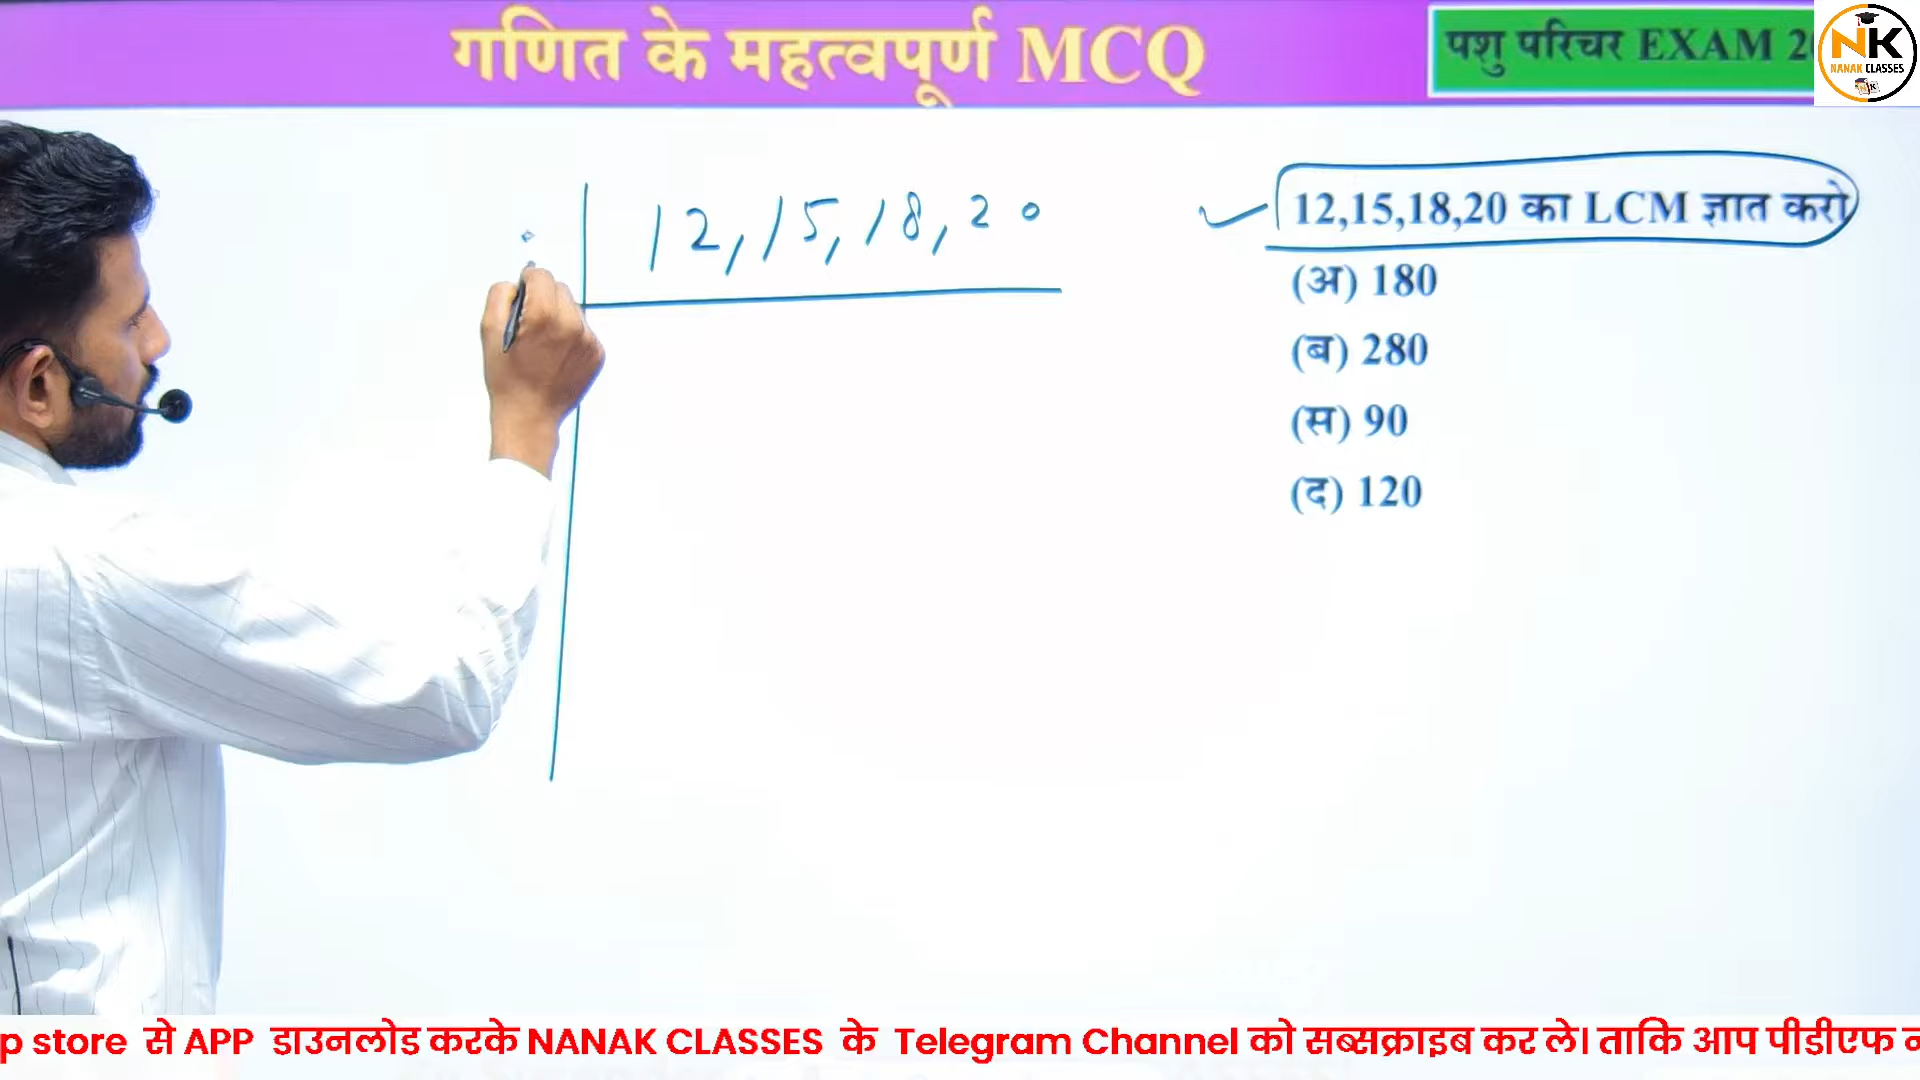 गणित के महत्वपूर्ण MCQ
पशु परिचर EXAM
NK
NANAK CLASSES
12, 15, 18, 20
12,15,18,20 का LCM ज्ञात करो
(अ) 180
(ब) 280
(स) 90
(द) 120
store से APP डाउनलोड करके NANAK CLASSES के Telegram Channel को सब्सक्राइब कर ले। ताकि आप पीडीएफ